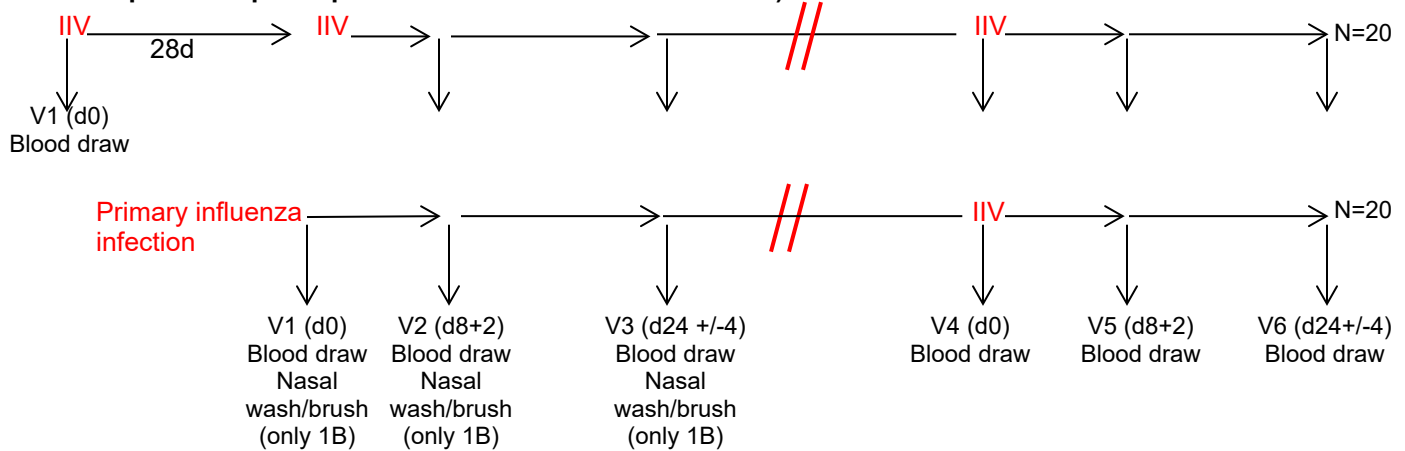 IIV
IIV
IIV
N=20
28d
V1 (d0)
Blood draw
Primary influenza
infection
IIV
N=20
V1 (d0)
Blood draw
Nasal
wash/brush
(only 1B)
V2 (d8+2)
Blood draw
Nasal
wash/brush
(only 1B)
V3 (d24 +/-4)
Blood draw
Nasal
wash/brush
(only 1B)
V4 (d0)
Blood draw
V5 (d8+2)
Blood draw
V6 (d24+/-4)
Blood draw